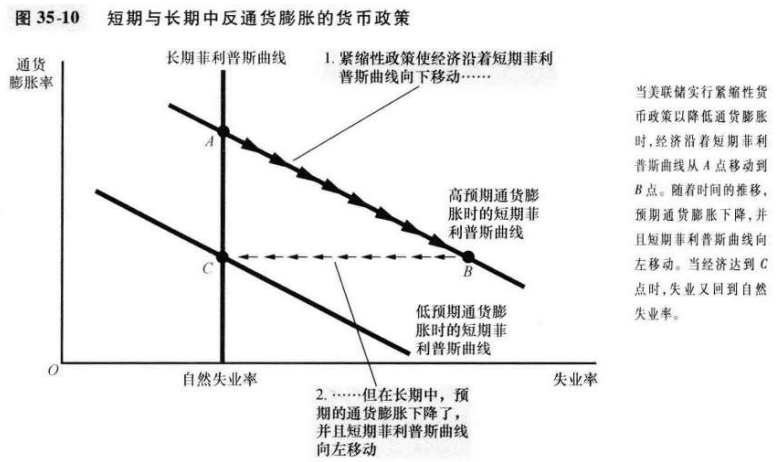 图 35-10 短期与长期中反通货膨胀的货币政策
通货
膨胀率
长期菲利普斯曲线
1. 紧缩性政策使经济沿着短期菲利
普斯曲线向下移动……
A
高预期通货膨
胀时的短期菲
利普斯曲线
C
B
低预期通货膨
胀时的短期菲
利普斯曲线
O
自然失业率
失业率
2. ……但在长期中，预
期的通货膨胀下降了，
并且短期菲利普斯曲线
向左移动
当美联储实行紧缩性货
币政策以降低通货膨胀
时,经济沿着短期菲利
普斯曲线从 A 点移动到
B 点。随着时间的推移,
预期通货膨胀下降,并
且短期菲利普斯曲线向
左移动。当经济达到 C
点时,失业又回到自然
失业率。